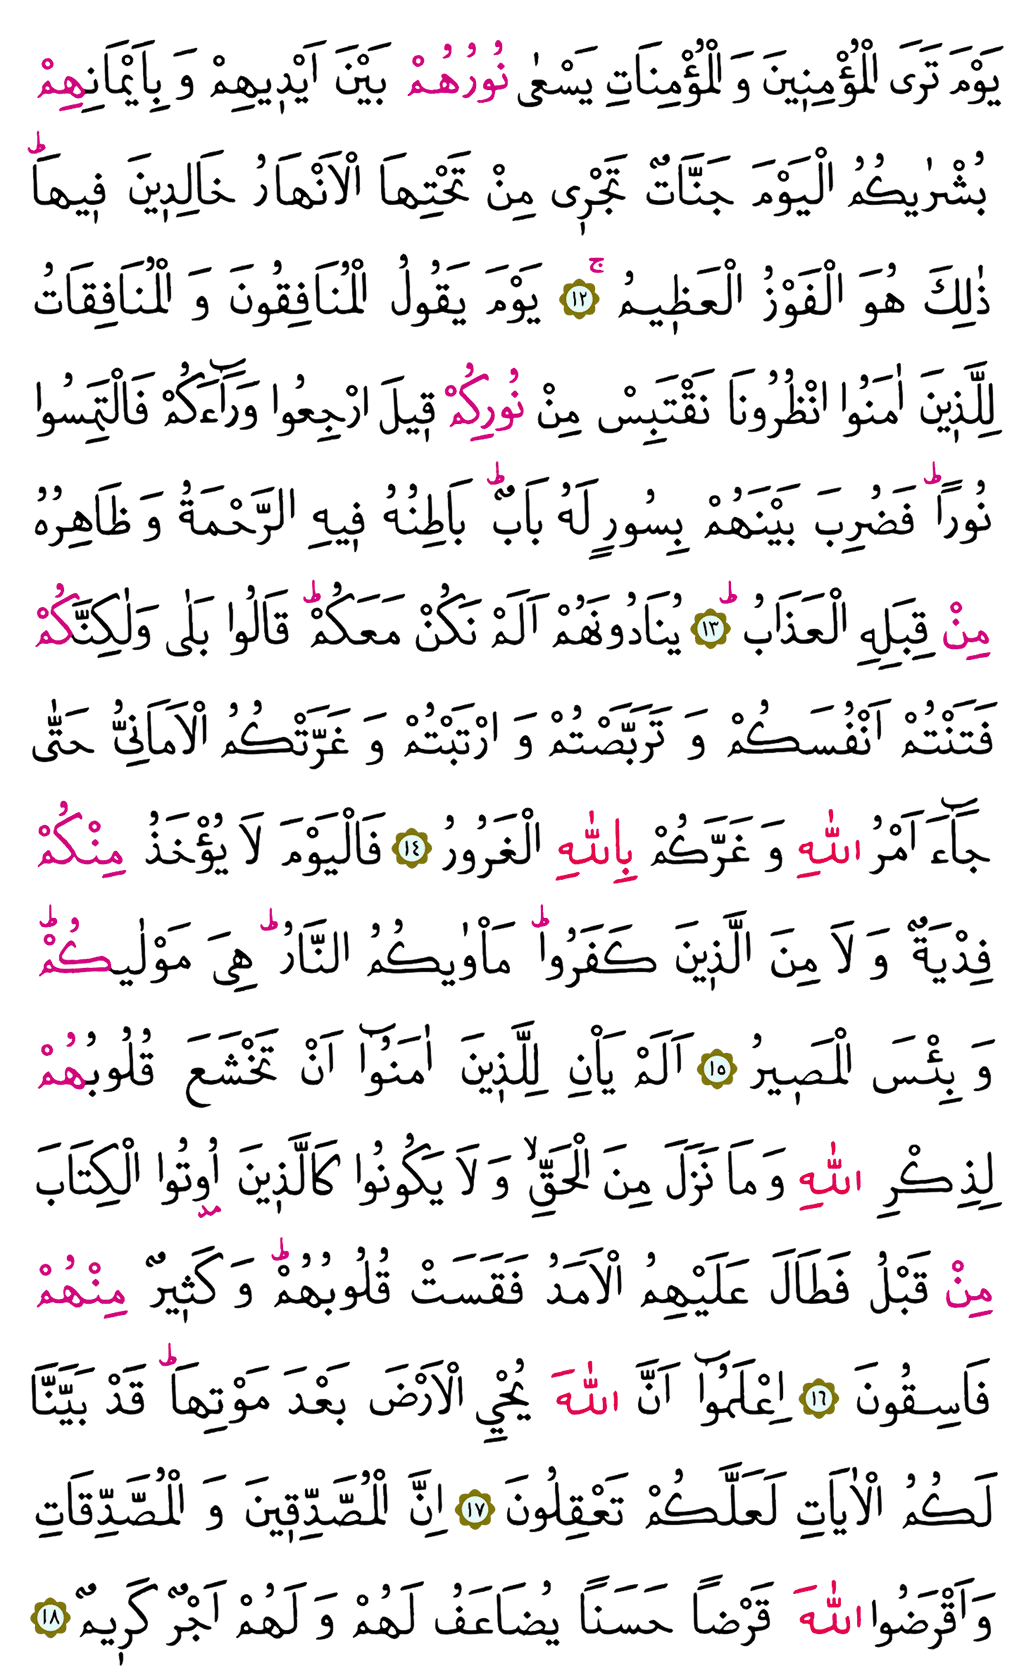 يَوْمَ تَرَى الْمُؤْمِن۪ينَ وَ الْمُؤْمِنَاتِ يَسْعٰى نُورُهُمْ بَيْنَ اَيْد۪يهِمْ وَ بِاَيْمَانِهِمْ
بُشْرٰيكُمُ الْيَوْمَ جَنَّاتٌ تَجْر۪ى مِنْ تَحْتِهَا الْاَنْهَارُ خَالِد۪ينَ ف۪يهَاۜ
ذٰلِكَ هُوَ الْفَوْزُ الْعَظ۪يمُۚ ﴿١٢﴾ يَوْمَ يَقُولُ الْمُنَافِقُونَ وَ الْمُنَافِقَاتُ
لِلَّذ۪ينَ اٰمَنُوا انْظُرُونَا نَقْتَبِسْ مِنْ نُورِكُمْ ق۪يلَ ارْجِعُوا وَرَٓاءَكُمْ فَالْتَمِسُوا
نُورًاۜ فَضُرِبَ بَيْنَهُمْ بِسُورٍ لَهُ بَابٌۜ بَاطِنُهُ ف۪يهِ الرَّحْمَةُ وَ ظَاهِرُهُ
مِنْ قِبَلِهِ الْعَذَابُۜ ﴿١٣﴾ يُنَادُونَهُمْ اَلَمْ نَكُنْ مَعَكُمْۜ قَالُوا بَلٰى وَلٰكِنَّكُمْ
فَتَنْتُمْ اَنْفُسَكُمْ وَ تَرَبَّصْتُمْ وَ ارْتَبْتُمْ وَ غَرَّتْكُمُ الْاَمَانِىُّ حَتّٰى
جَٓاءَ اَمْرُ اللّٰهِ وَ غَرَّكُمْ بِاللّٰهِ الْغَرُورُ ﴿١٤﴾ فَالْيَوْمَ لَا يُؤْخَذُ مِنْكُمْ
فِدْيَةٌ وَ لَا مِنَ الَّذ۪ينَ كَفَرُواۜ مَاْوٰيكُمُ النَّارُۜ هِىَ مَوْلٰيكُمْۜ
وَ بِئْسَ الْمَص۪يرُ ﴿١٥﴾ اَلَمْ يَاْنِ لِلَّذ۪ينَ اٰمَنُٓوا اَنْ تَخْشَعَ قُلُوبُهُمْ
لِذِكْرِ اللّٰهِ وَ مَا نَزَلَ مِنَ الْحَقِّۙ وَ لَا يَكُونُوا كَالَّذ۪ينَ اُو۫تُوا الْكِتَابَ
مِنْ قَبْلُ فَطَالَ عَلَيْهِمُ الْاَمَدُ فَقَسَتْ قُلُوبُهُمْۜ وَ كَث۪يرٌ مِنْهُمْ
فَاسِقُونَ ﴿١٦﴾ اِعْلَمُٓوا اَنَّ اللّٰهَ يُحْيِى الْاَرْضَ بَعْدَ مَوْتِهَاۜ قَدْ بَيَّنَّا
لَكُمُ الْاٰيَاتِ لَعَلَّكُمْ تَعْقِلُونَ ﴿١٧﴾ اِنَّ الْمُصَّدِّق۪ينَ وَ الْمُصَّدِّقَاتِ
وَاَقْرَضُوا اللّٰهَ قَرْضًا حَسَنًا يُضَاعَفُ لَهُمْ وَ لَهُمْ اَجْرٌ كَر۪يمٌ ﴿١٨﴾